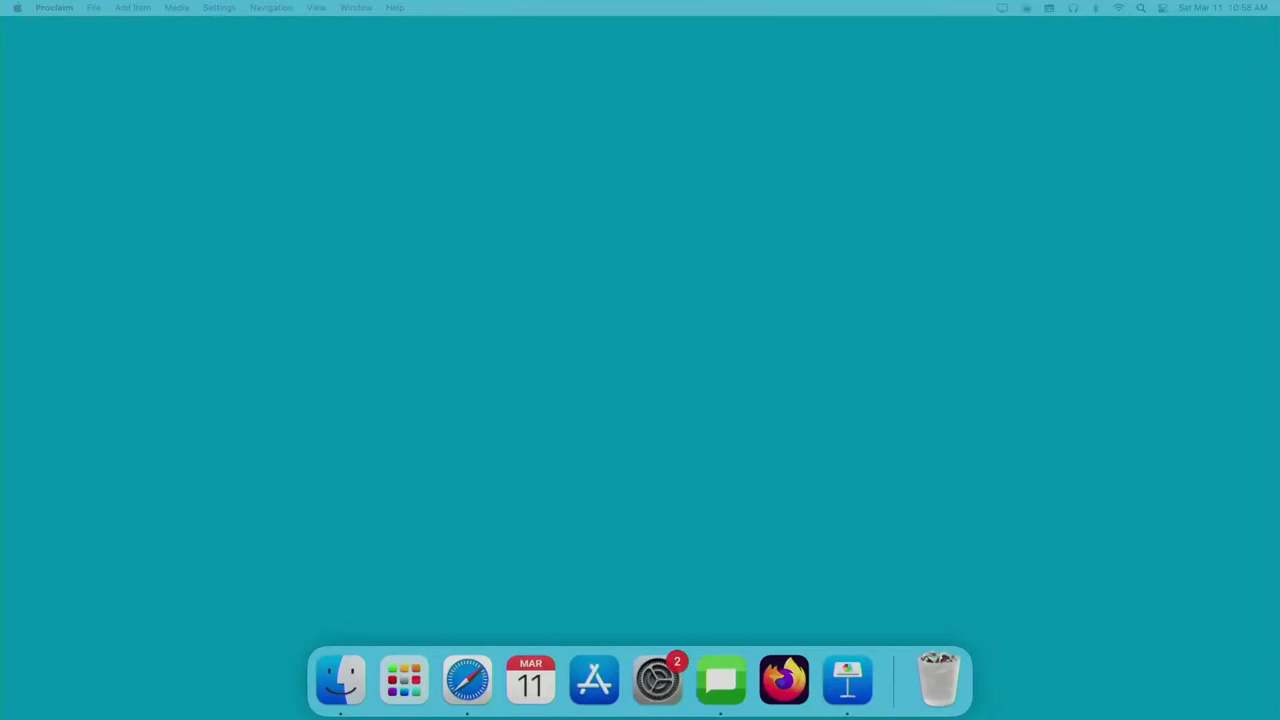 Proclaim File Add Item Media Settings Navigation View Window Help Sat Mar 11 10:58 AM
2
MAR
11